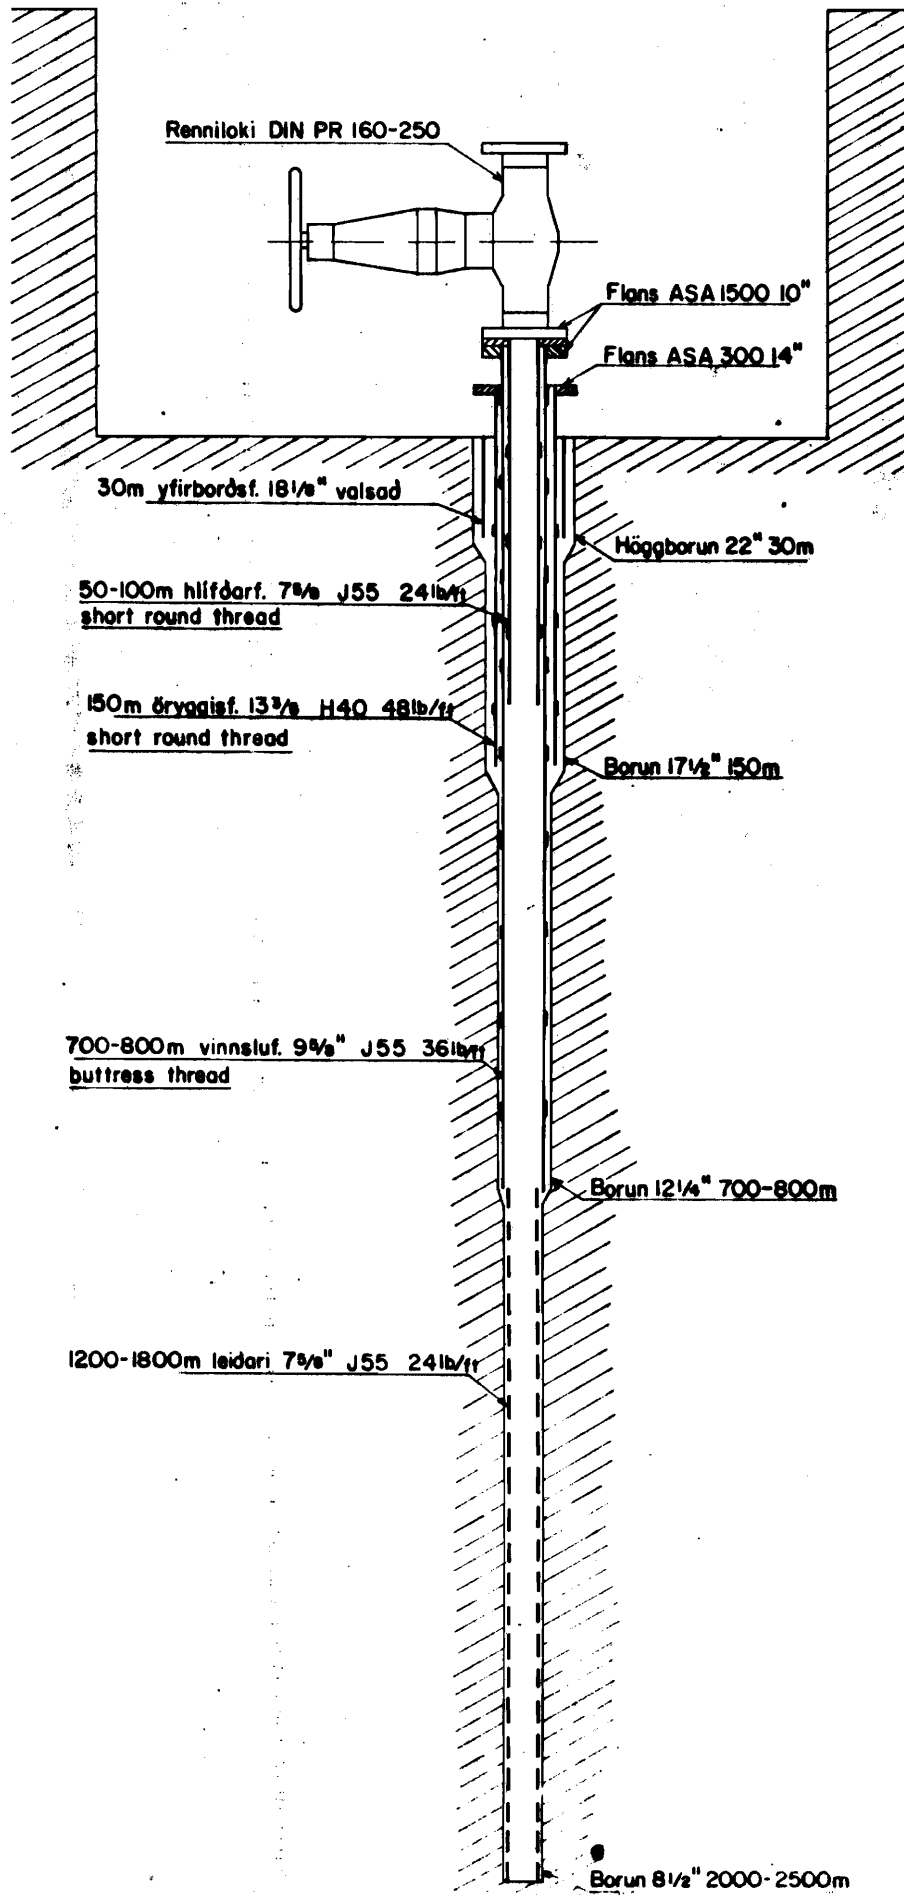 Renniloki DIN PR 160-250
Flans ASA 1500 10"
Flans ASA 300 14"
30m yfirborðsf. 18 1/8" valsad
Höggborun 22" 30m
50-100m hlífðarf. 7 5/8 J55 24lb/ft
short round thread
150m öryggisf. 13 3/8 H40 48lb/ft
short round thread
Borun 17 1/2" 150m
700-800m vinnsluf. 9 5/8" J55 36lb/ft
buttress thread
Borun 12 1/4" 700-800m
1200-1800m leidari 7 5/8" J55 24lb/ft
Borun 8 1/2" 2000-2500m